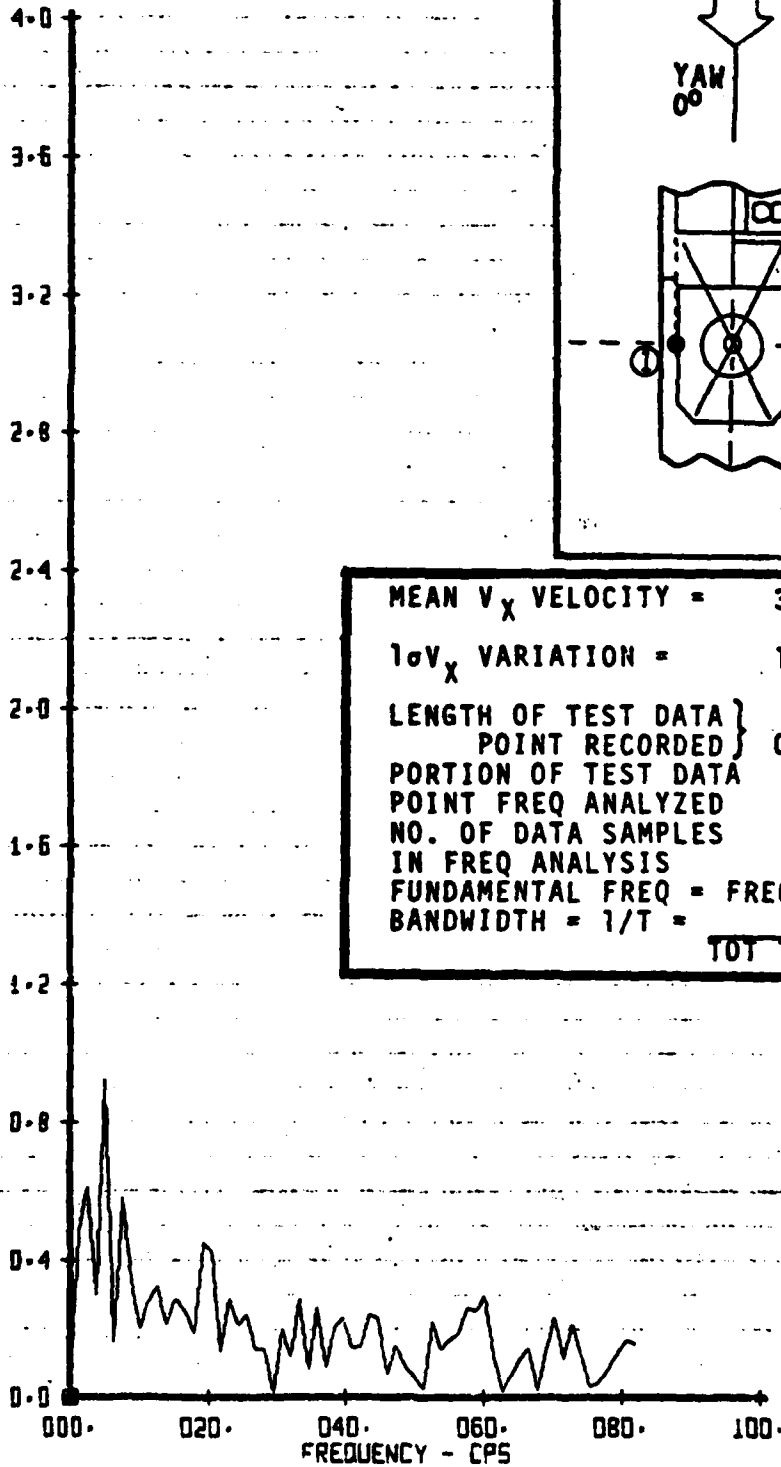 4.0
YAW
0°
3.6
3.2
1
2.8
2.4
MEAN VX VELOCITY =
1σVX VARIATION =
2.0
LENGTH OF TEST DATA }
POINT RECORDED }
PORTION OF TEST DATA
POINT FREQ ANALYZED
1.6
NO. OF DATA SAMPLES
IN FREQ ANALYSIS
FUNDAMENTAL FREQ = FREQ
BANDWIDTH = 1/T =
TOT
1.2
0.8
0.4
0.0
000. 020. 040. 060. 080. 100.
FREQUENCY - CPS